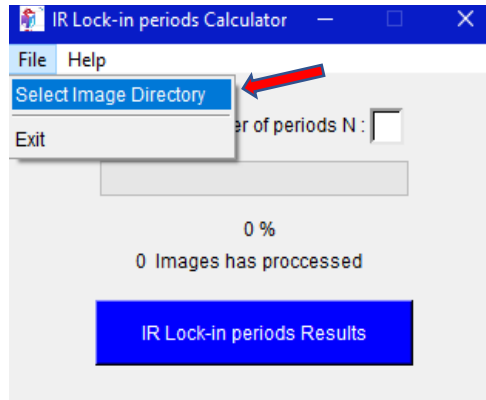 IR Lock-in periods Calculator
File Help
Select Image Directory
Exit
er of periods N :
0 %
0 Images has proccessed
IR Lock-in periods Results